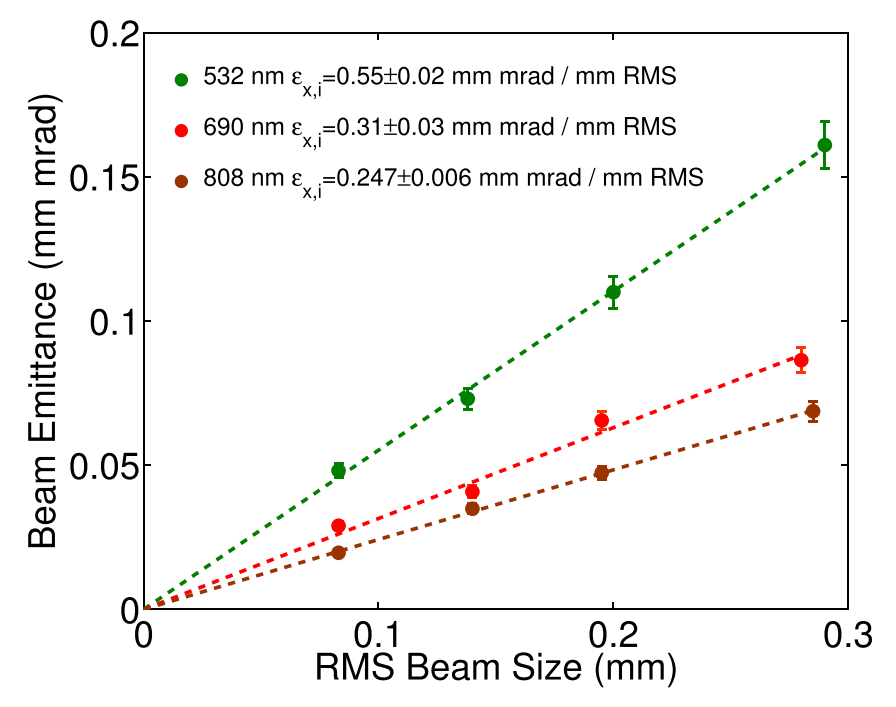 0.2
532 nm εx,i=0.55±0.02 mm mrad / mm RMS
690 nm εx,i=0.31±0.03 mm mrad / mm RMS
808 nm εx,i=0.247±0.006 mm mrad / mm RMS
0.15
0.1
0.05
0
Beam Emittance (mm mrad)
0 0.1 0.2 0.3
RMS Beam Size (mm)